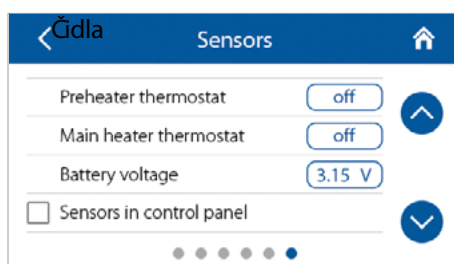 Čidla
Sensors
Preheater thermostat off
Main heater thermostat off
Battery voltage 3.15 V
Sensors in control panel